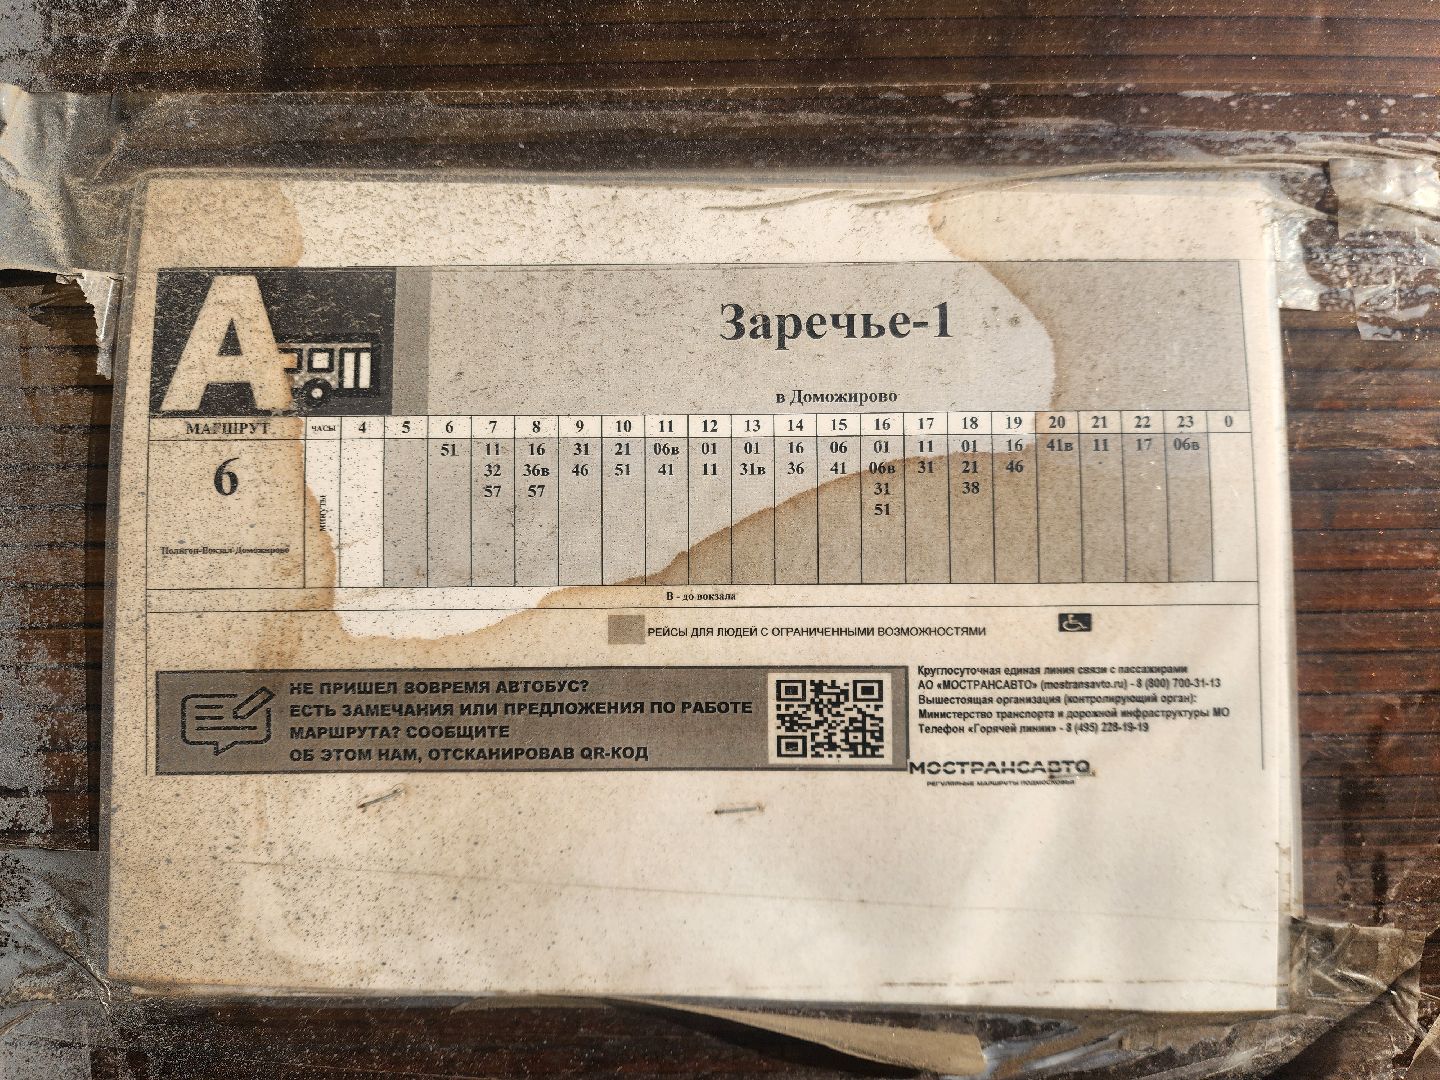 А
Заречье-1
в Доможирово
МАРШРУТ ЧАСЫ 4 5 6 7 8 9 10 11 12 13 14 15 16 17 18 19 20 21 22 23 0
6 минуты 51 11 16 31 21 06в 01 01 16 06 01 11 01 16 41в 11 17 06в
32 36в 46 51 41 11 31в 36 41 06в 31 21 46
57 57 31 38
51
Полигон-Вокзал-Доможирово
В - до вокзала
РЕЙСЫ ДЛЯ ЛЮДЕЙ С ОГРАНИЧЕННЫМИ ВОЗМОЖНОСТЯМИ
НЕ ПРИШЕЛ ВОВРЕМЯ АВТОБУС?
ЕСТЬ ЗАМЕЧАНИЯ ИЛИ ПРЕДЛОЖЕНИЯ ПО РАБОТЕ
МАРШРУТА? СООБЩИТЕ
ОБ ЭТОМ НАМ, ОТСКАНИРОВАВ QR-КОД
Круглосуточная единая линия связи с пассажирами
АО «МОСТРАНСАВТО» (mostransavto.ru) - 8 (800) 700-31-13
Вышестоящая организация (контролирующий орган):
Министерство транспорта и дорожной инфраструктуры МО
Телефон «Горячей линии» - 8 (495) 228-19-19
МОСТРАНСАВТО
РЕГУЛЯРНЫЕ МАРШРУТЫ ПОДМОСКОВЬЯ